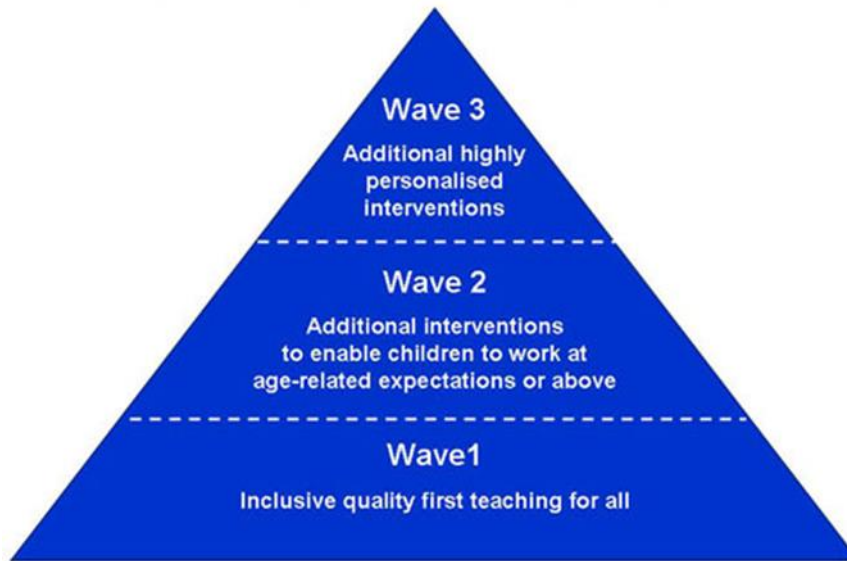 Wave 3
Additional highly
personalised
interventions
Wave 2
Additional interventions
to enable children to work at
age-related expectations or above
Wave1
Inclusive quality first teaching for all